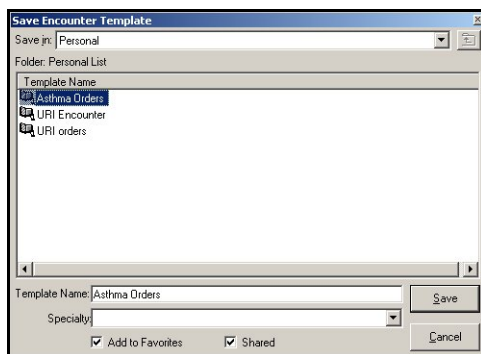 Save Encounter Template
Save in: Personal
Folder: Personal List
Template Name
Asthma Orders
URI Encounter
URI orders
Template Name: Asthma Orders
Save
Specialty:
Add to Favorites Shared
Cancel